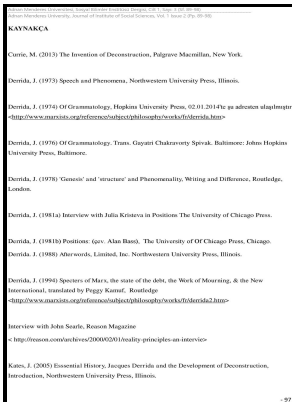 Adnan Menderes Üniversitesi, Sosyal Bilimler Enstitüsü Dergisi, Cilt 1, Sayı: 2 (Sf. 85-98)
Adnan Menderes University, Journal of Institute of Social Sciences, Vol. 1 Issue 2 (Pp. 85-98)
KAYNAKÇA
Currie, M. (2013) The Invention of Deconstruction, Palgrave Macmillan, New York.
Derrida, J. (1973) Speech and Phenomena, Northwestern University Press, Illinois.
Derrida, J. (1974) Of Grammatology, Hopkins University Press, 02.01.2014'te şu adresten ulaşılmıştır
<http://www.marxists.org/reference/subject/philosophy/works/fr/derrida.htm>
Derrida, J. (1976) Of Grammatology. Trans. Gayatri Chakravorty Spivak. Baltimore: Johns Hopkins
University Press, Baltimore.
Derrida, J. (1978) 'Genesis' and 'structure' and Phenomenality, Writing and Difference, Routledge,
London.
Derrida, J. (1981a) Interview with Julia Kristeva in Positions The University of Chicago Press.
Derrida, J. (1981b) Positions: (çev. Alan Bass), The University of Of Chicago Press, Chicago.
Derrida, J. (1988) Afterwords, Limited, Inc. Northwestern University Press, Illinois.
Derrida, J. (1994) Specters of Marx, the state of the debt, the Work of Mourning, & the New
International, translated by Peggy Kamuf, Routledge
<http://www.marxists.org/reference/subject/philosophy/works/fr/derrida2.htm>
Interview with John Searle, Reason Magazine
< http://reason.com/archives/2000/02/01/reality-principles-an-intervie>
Kates, J. (2005) Esssential History, Jacques Derrida and the Development of Deconstruction,
Introduction, Northwestern University Press, Illinois.
- 97